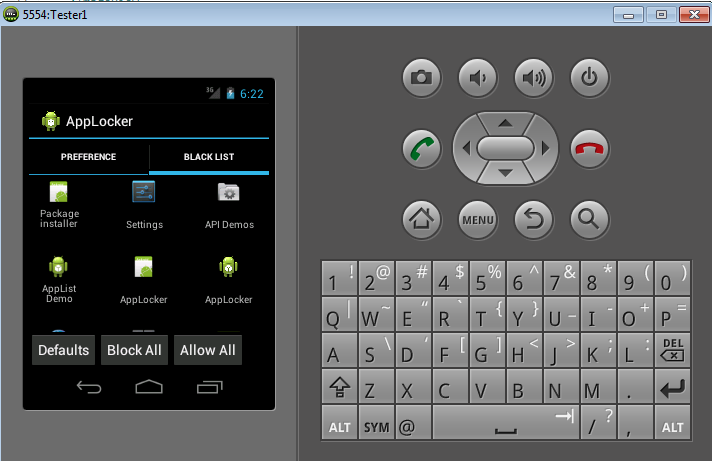 5554:Tester1
3G 6:22
AppLocker
PREFERENCE BLACK LIST
Package
installer
Settings
API Demos
AppList
Demo
AppLocker
AppLocker
Defaults Block All Allow All
MENU
1 ! 2 @ 3 # 4 $ 5 % 6 ^ 7 & 8 * 9 ( 0 )
Q | W ~ E “ R ` T { Y } U _ I - O + P =
A S \ D ‘ F [ G ] H < J > K ; L : DEL
Z X C V B N M .
ALT SYM @ / ? , ALT